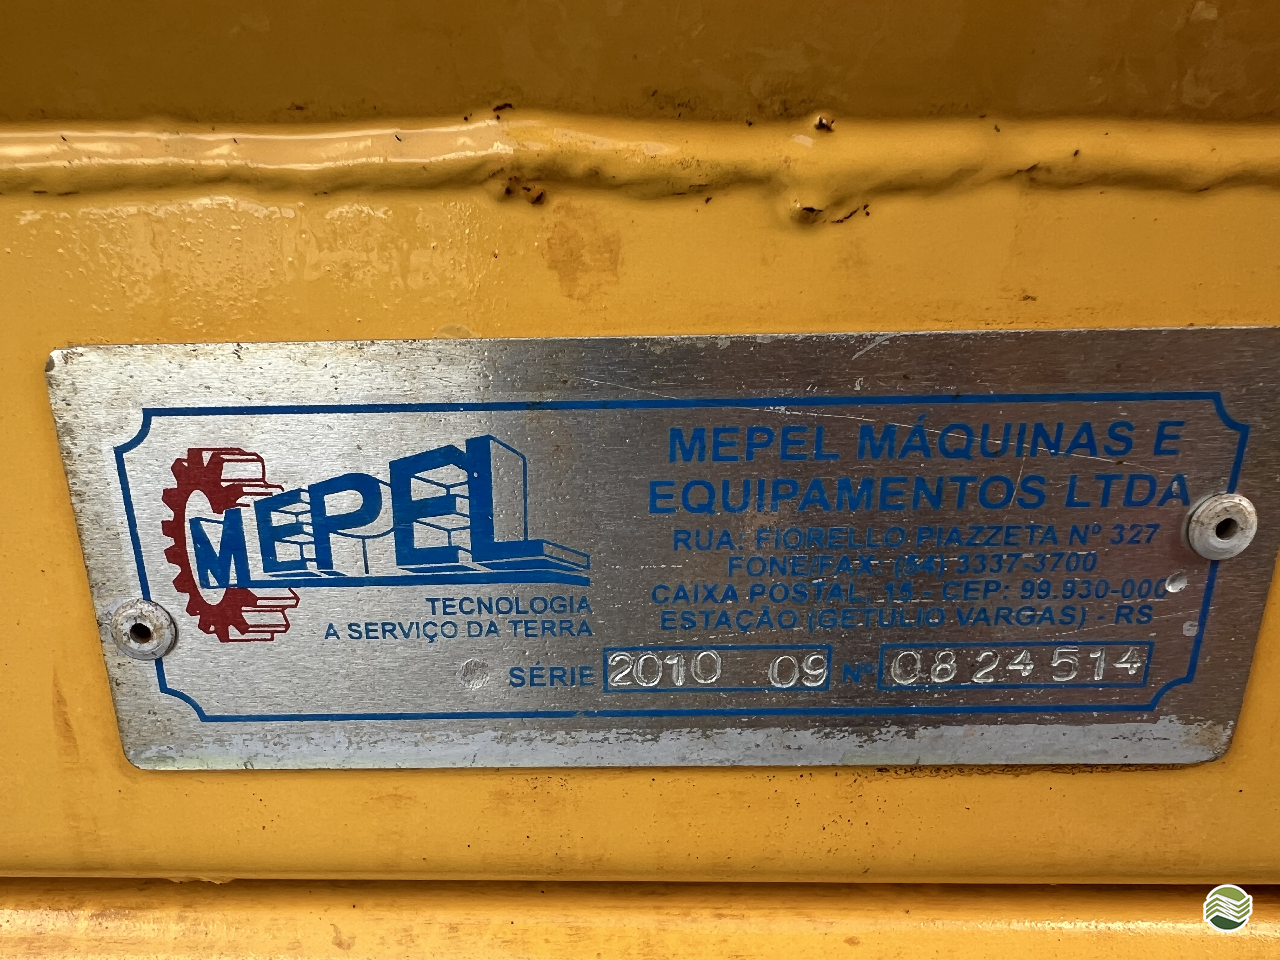 MEPEL
TECNOLOGIA
A SERVIÇO DA TERRA
MEPEL MÁQUINAS E
EQUIPAMENTOS LTDA
RUA. FIORELLO PIAZZETA Nº 327
FONE/FAX: (54) 3337-3700
CAIXA POSTAL, 15 - CEP: 99.930-000
ESTAÇÃO (GETÚLIO VARGAS) - RS
SÉRIE 2010 09 Nº 0824514